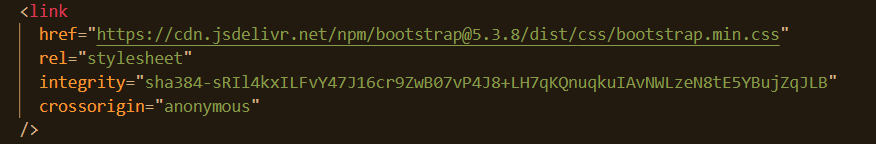 <link
href="https://cdn.jsdelivr.net/npm/bootstrap@5.3.8/dist/css/bootstrap.min.css"
rel="stylesheet"
integrity="sha384-sRIl4kxILFvY47J16cr9ZwB07vP4J8+LH7qKQnuqkuIAvNWLzeN8tE5YBujZqJLB"
crossorigin="anonymous"
/>